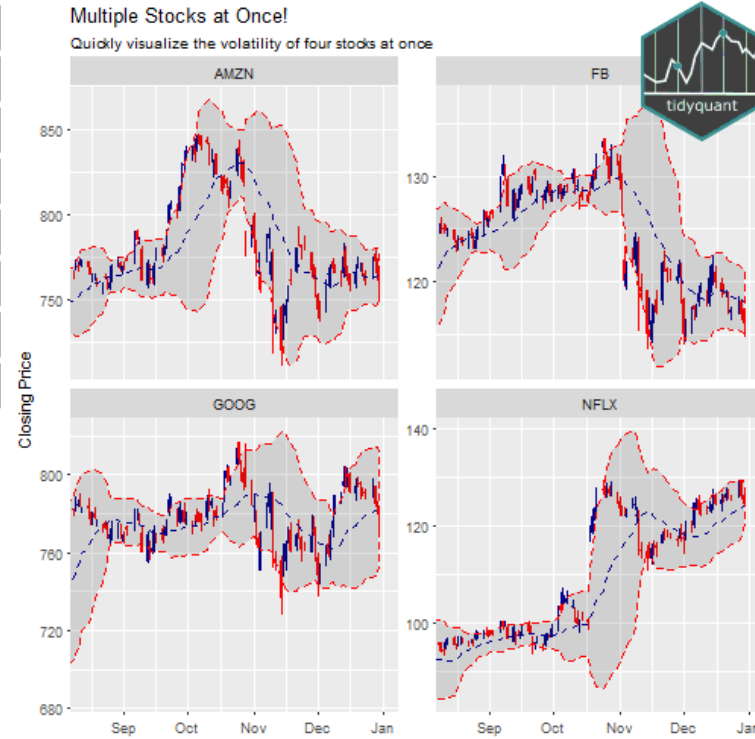 Multiple Stocks at Once!
Quickly visualize the volatility of four stocks at once
tidyquant
AMZN
FB
850
800
750
130
120
Closing Price
GOOG
NFLX
800
760
720
680
140
120
100
Sep Oct Nov Dec Jan
Sep Oct Nov Dec Jan